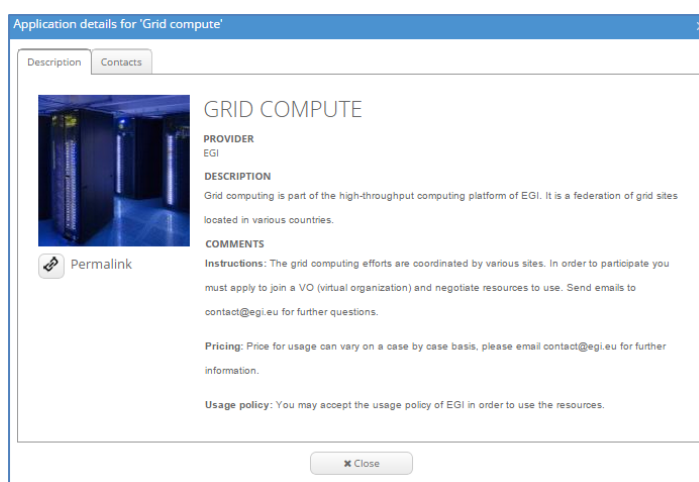 Application details for 'Grid compute'
Description
Contacts
GRID COMPUTE
PROVIDER
EGI
DESCRIPTION
Grid computing is part of the high-throughput computing platform of EGI. It is a federation of grid sites
located in various countries.
COMMENTS
Permalink
Instructions: The grid computing efforts are coordinated by various sites. In order to participate you
must apply to join a VO (virtual organization) and negotiate resources to use. Send emails to
contact@egi.eu for further questions.
Pricing: Price for usage can vary on a case by case basis, please email contact@egi.eu for further
information.
Usage policy: You may accept the usage policy of EGI in order to use the resources.
Close